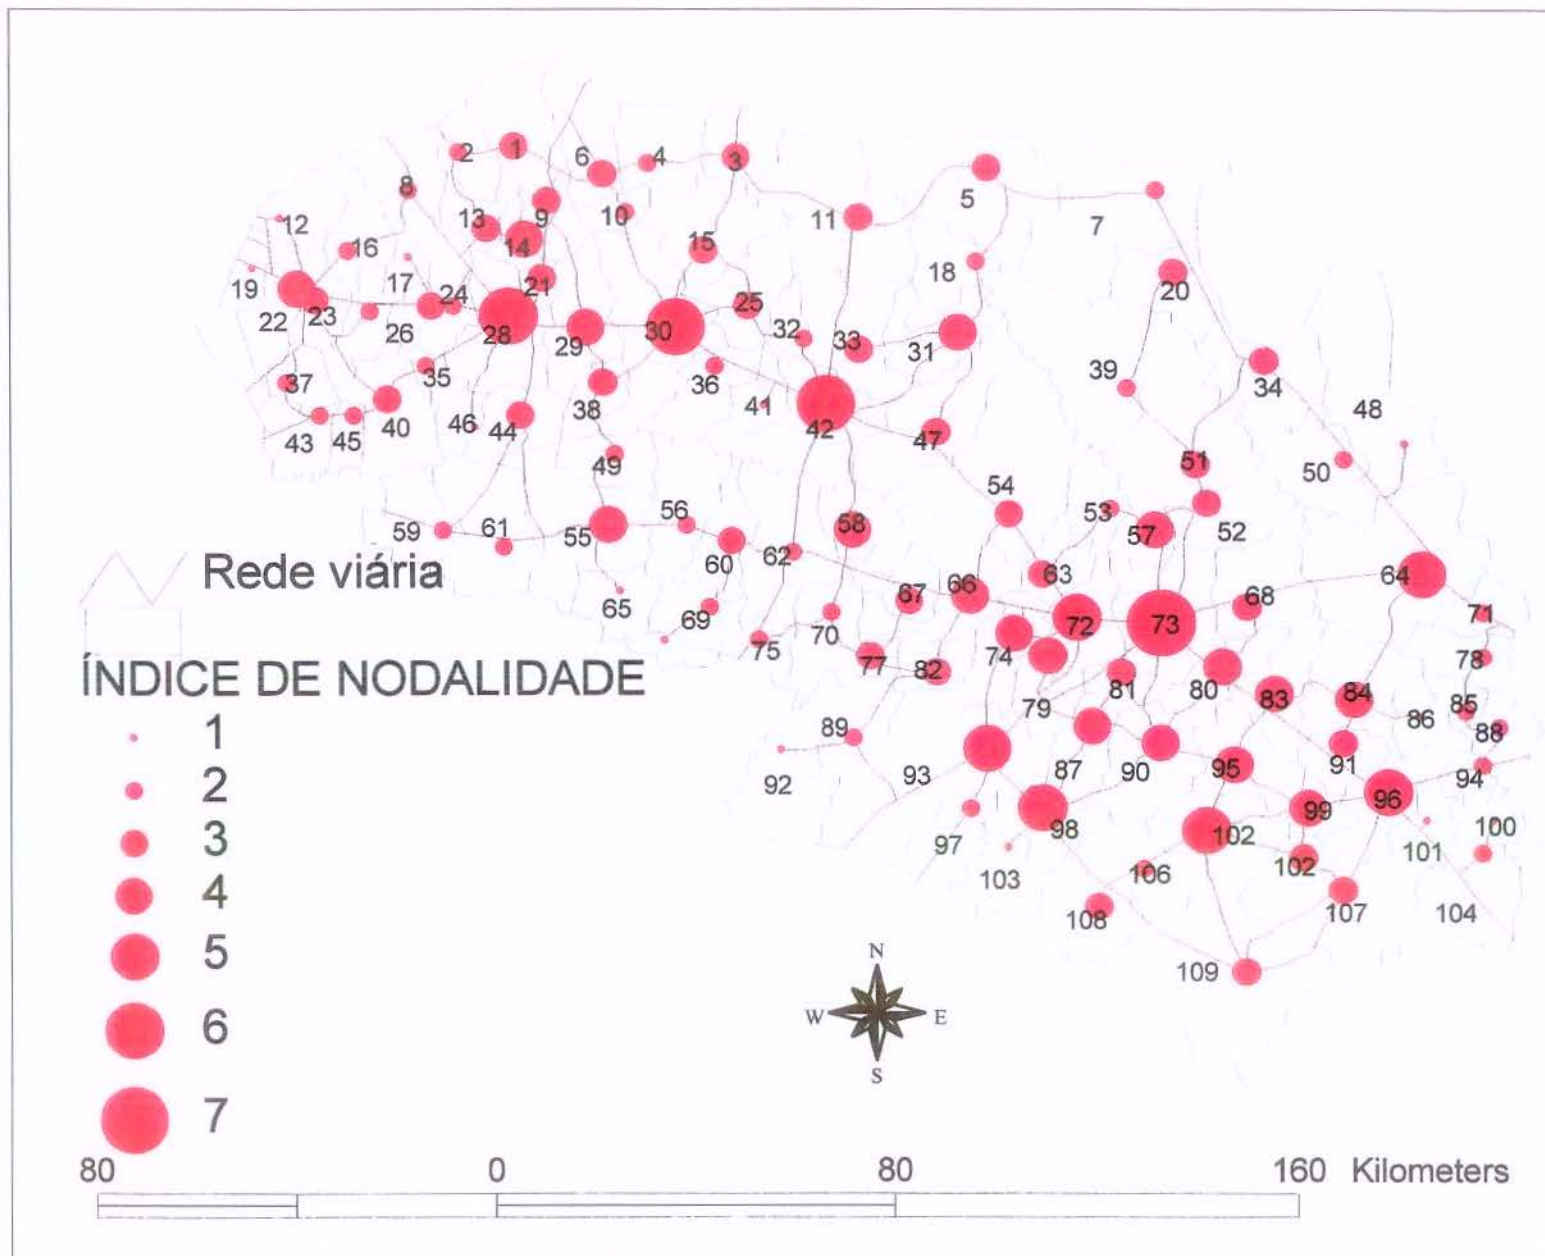 2 1 6 4 3
8 5
12 13 9 10 11 7
16 14 15
19 17 21 18 20
22 23 26 24 28 29 30 25 32 33 31
37 35 38 36 39 34
43 45 40 46 44 41 42 47 48
49 51 50
59 61 55 56 58 54 53 57 52
60 62 63 64
Rede viária
65 69 75 70 67 66 72 73 68 71
77 82 74 81 80 83 84 78
ÍNDICE DE NODALIDADE
79 86 85 88
1
89 92 93 87 90 95 91 94
2
97 98 102 99 96 100
3
103 106 102 101
4
108 107 104
5
109
N
W E
S
6
7
80 0 80 160 Kilometers